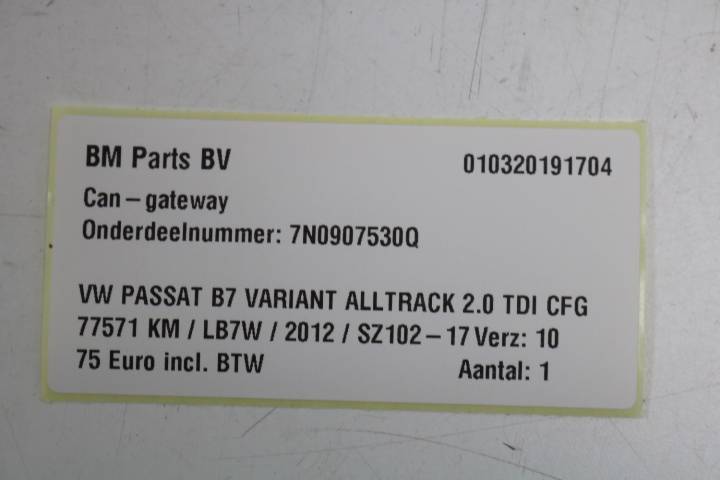 BM Parts BV 010320191704
Can-gateway
Onderdeelnummer: 7N0907530Q
VW PASSAT B7 VARIANT ALLTRACK 2.0 TDI CFG
77571 KM / LB7W / 2012 / SZ102-17 Verz: 10
75 Euro incl. BTW Aantal: 1